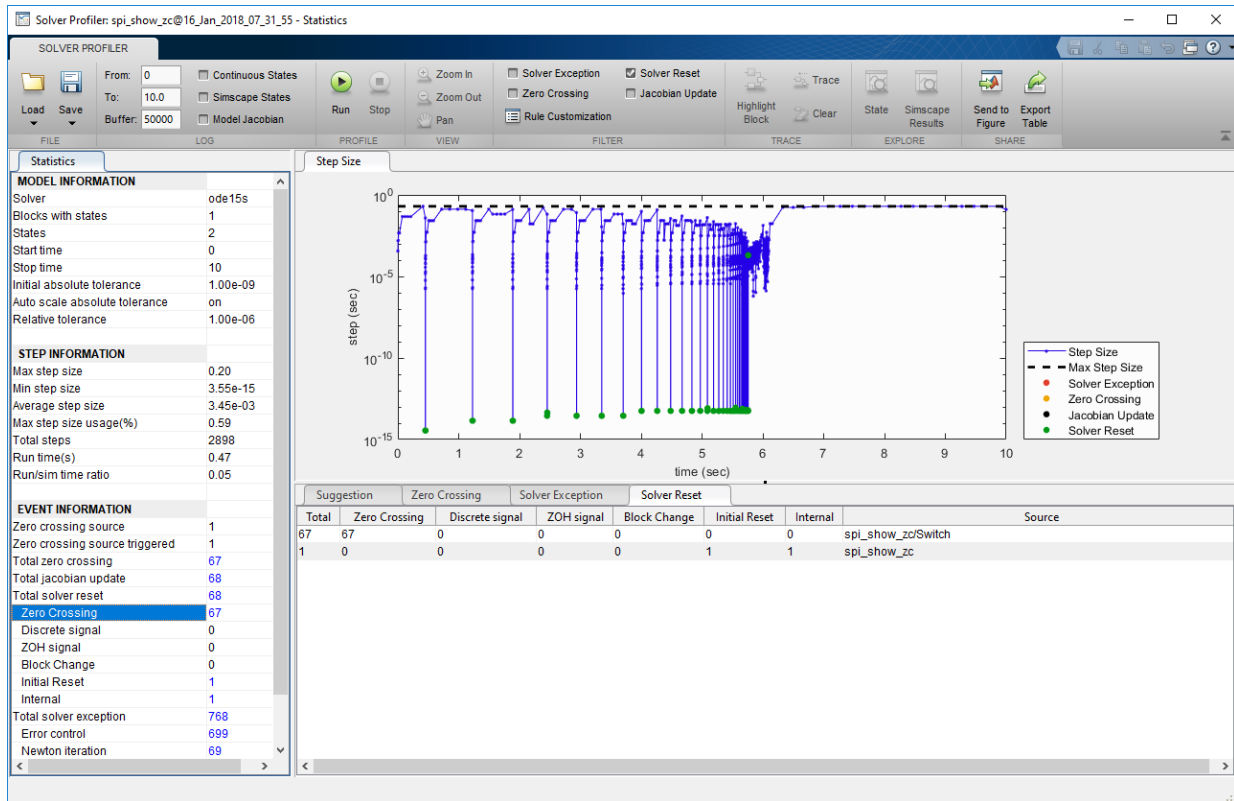 Solver Profiler: spi_show_zc@16_Jan_2018_07_31_55 - Statistics
SOLVER PROFILER
Load
Save
FILE
From: 0
To: 10.0
Buffer: 50000
Continuous States
Simscape States
Model Jacobian
LOG
Run
Stop
PROFILE
Zoom In
Zoom Out
Pan
VIEW
Solver Exception
Solver Reset
Zero Crossing
Jacobian Update
Rule Customization
FILTER
Highlight
Block
Trace
Clear
TRACE
State
Simscape
Results
EXPLORE
Send to
Figure
Export
Table
SHARE
Statistics
MODEL INFORMATION
Solver ode15s
Blocks with states 1
States 2
Start time 0
Stop time 10
Initial absolute tolerance 1.00e-09
Auto scale absolute tolerance on
Relative tolerance 1.00e-06
STEP INFORMATION
Max step size 0.20
Min step size 3.55e-15
Average step size 3.45e-03
Max step size usage(%) 0.59
Total steps 2898
Run time(s) 0.47
Run/sim time ratio 0.05
EVENT INFORMATION
Zero crossing source 1
Zero crossing source triggered 1
Total zero crossing 67
Total jacobian update 68
Total solver reset 68
Zero Crossing 67
Discrete signal 0
ZOH signal 0
Block Change 0
Initial Reset 1
Internal 1
Total solver exception 768
Error control 699
Newton iteration 69
Step Size
10^0
10^-5
10^-10
10^-15
step (sec)
0 1 2 3 4 5 6 7 8 9 10
time (sec)
Step Size
Max Step Size
Solver Exception
Zero Crossing
Jacobian Update
Solver Reset
Suggestion Zero Crossing Solver Exception Solver Reset
Total Zero Crossing Discrete signal ZOH signal Block Change Initial Reset Internal Source
67 67 0 0 0 0 0 spi_show_zc/Switch
1 0 0 0 0 1 1 spi_show_zc